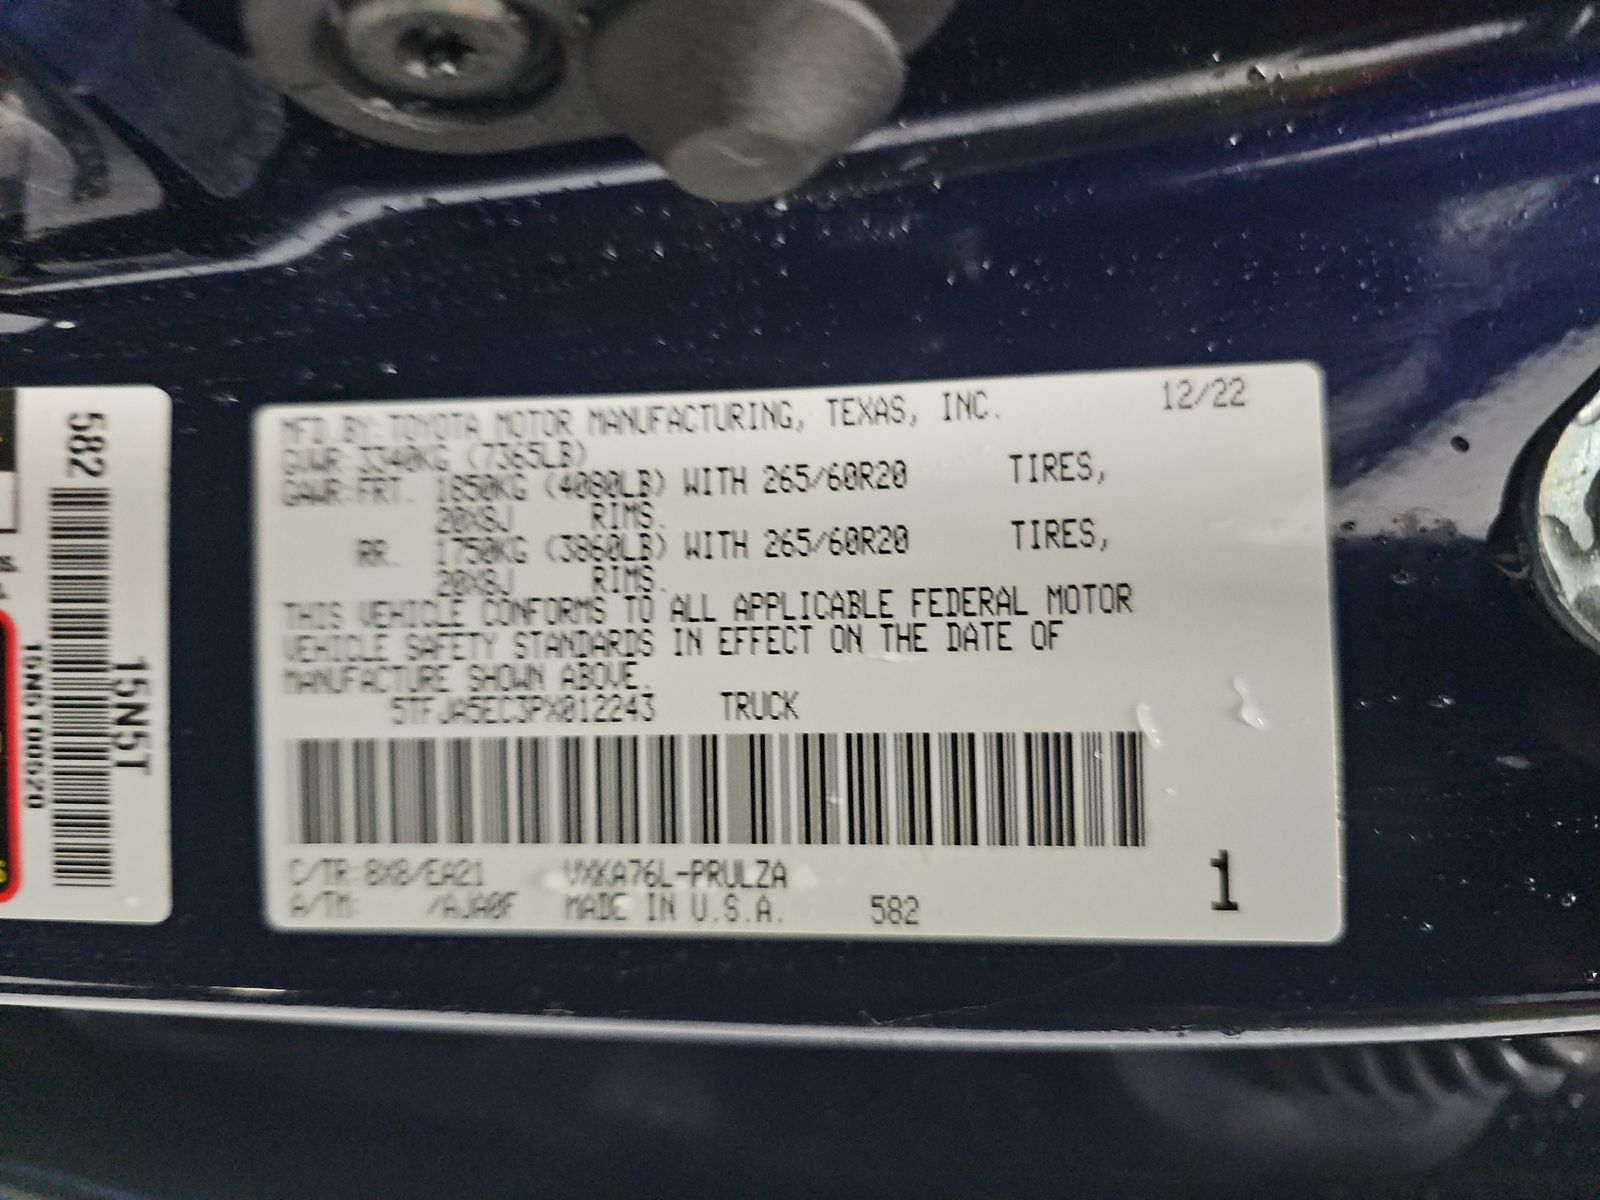 MFD.BY:TOYOTA MOTOR MANUFACTURING, TEXAS, INC. 12/22
GVWR:3340KG (7365LB)
GAWR:FRT. 1850KG (4080LB) WITH 265/60R20 TIRES,
20X8J RIMS.
RR. 1750KG (3860LB) WITH 265/60R20 TIRES,
20X8J RIMS.
THIS VEHICLE CONFORMS TO ALL APPLICABLE FEDERAL MOTOR
VEHICLE SAFETY STANDARDS IN EFFECT ON THE DATE OF
MANUFACTURE SHOWN ABOVE.
5TFJA5EC3PX012243 TRUCK
C/TR:8X8/EA21 VXKA76L-PRULZA
A/TM: /AJA0F MADE IN U.S.A. 582
1
582
15N5T
15N5T00520